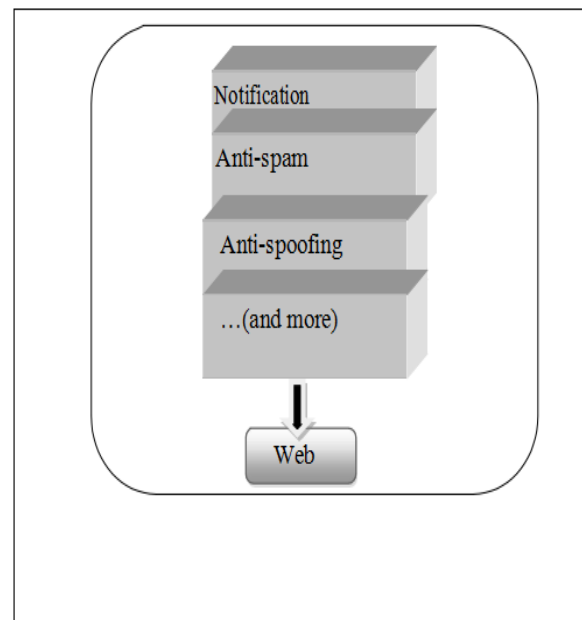 Notification
Anti-spam
Anti-spoofing
…(and more)
Web